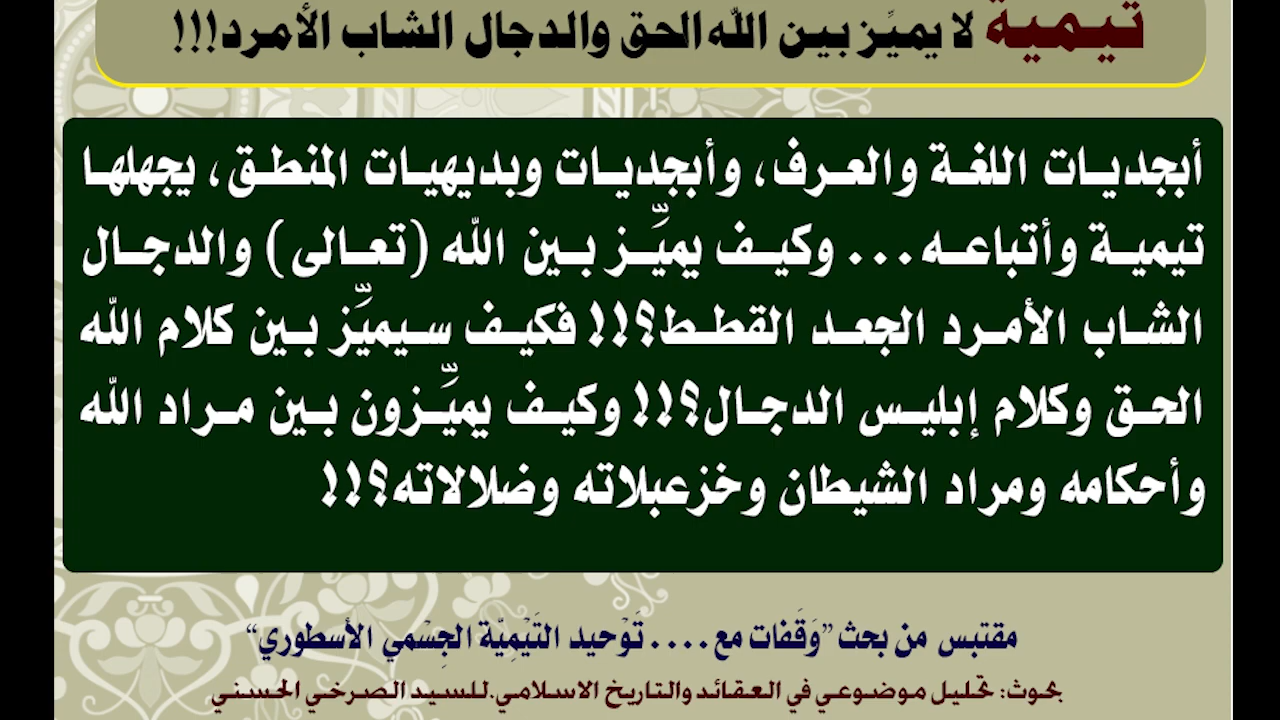 تيمية لا يميِّز بين الله الحق والدجال الشاب الأمرد!!!
أبجديات اللغة والعرف، وأبجديات وبديهيات المنطق، يجهلها
تيمية وأتباعه... وكيف يميِّز بين الله (تعالى) والدجال
الشاب الأمرد الجعد القطط؟!! فكيف سيميِّز بين كلام الله
الحق وكلام إبليس الدجال؟!! وكيف يميِّزون بين مراد الله
وأحكامه ومراد الشيطان وخزعبلاته وضلالاته؟!!
مقتبس من بحث "وَقَفات مع.... تَوْحيد التَيْمِيّة الجِسْمي الأسطوري"
بحوث: تحليل موضوعي في العقائد والتاريخ الاسلامي.للسيد الصرخي الحسني